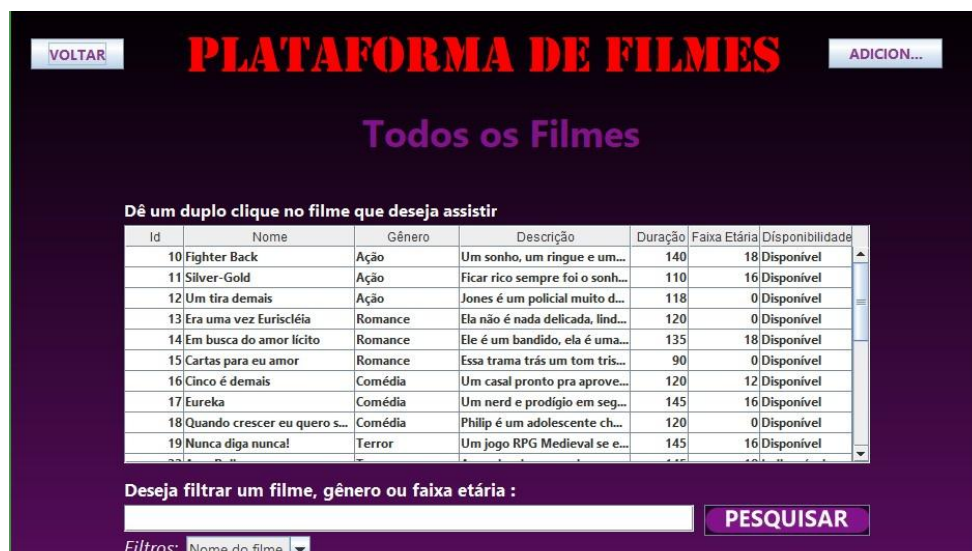 VOLTAR
PLATAFORMA DE FILMES
ADICION...
Todos os Filmes
Dê um duplo clique no filme que deseja assistir
Id Nome Gênero Descrição Duração Faixa Etária Dísponibilidade
10 Fighter Back Ação Um sonho, um ringue e um... 140 18 Disponível
11 Silver-Gold Ação Ficar rico sempre foi o sonh... 110 16 Disponível
12 Um tira demais Ação Jones é um policial muito d... 118 0 Disponível
13 Era uma vez Euriscléia Romance Ela não é nada delicada, lind... 120 0 Disponível
14 Em busca do amor lícito Romance Ele é um bandido, ela é uma... 135 18 Disponível
15 Cartas para eu amor Romance Essa trama trás um tom tris... 90 0 Disponível
16 Cinco é demais Comédia Um casal pronto pra aprove... 120 12 Disponível
17 Eureka Comédia Um nerd e prodígio em seg... 145 16 Disponível
18 Quando crescer eu quero s... Comédia Philip é um adolescente ch... 120 0 Disponível
19 Nunca diga nunca! Terror Um jogo RPG Medieval se e... 145 16 Disponível
Deseja filtrar um filme, gênero ou faixa etária :
PESQUISAR
Filtros: Nome do filme